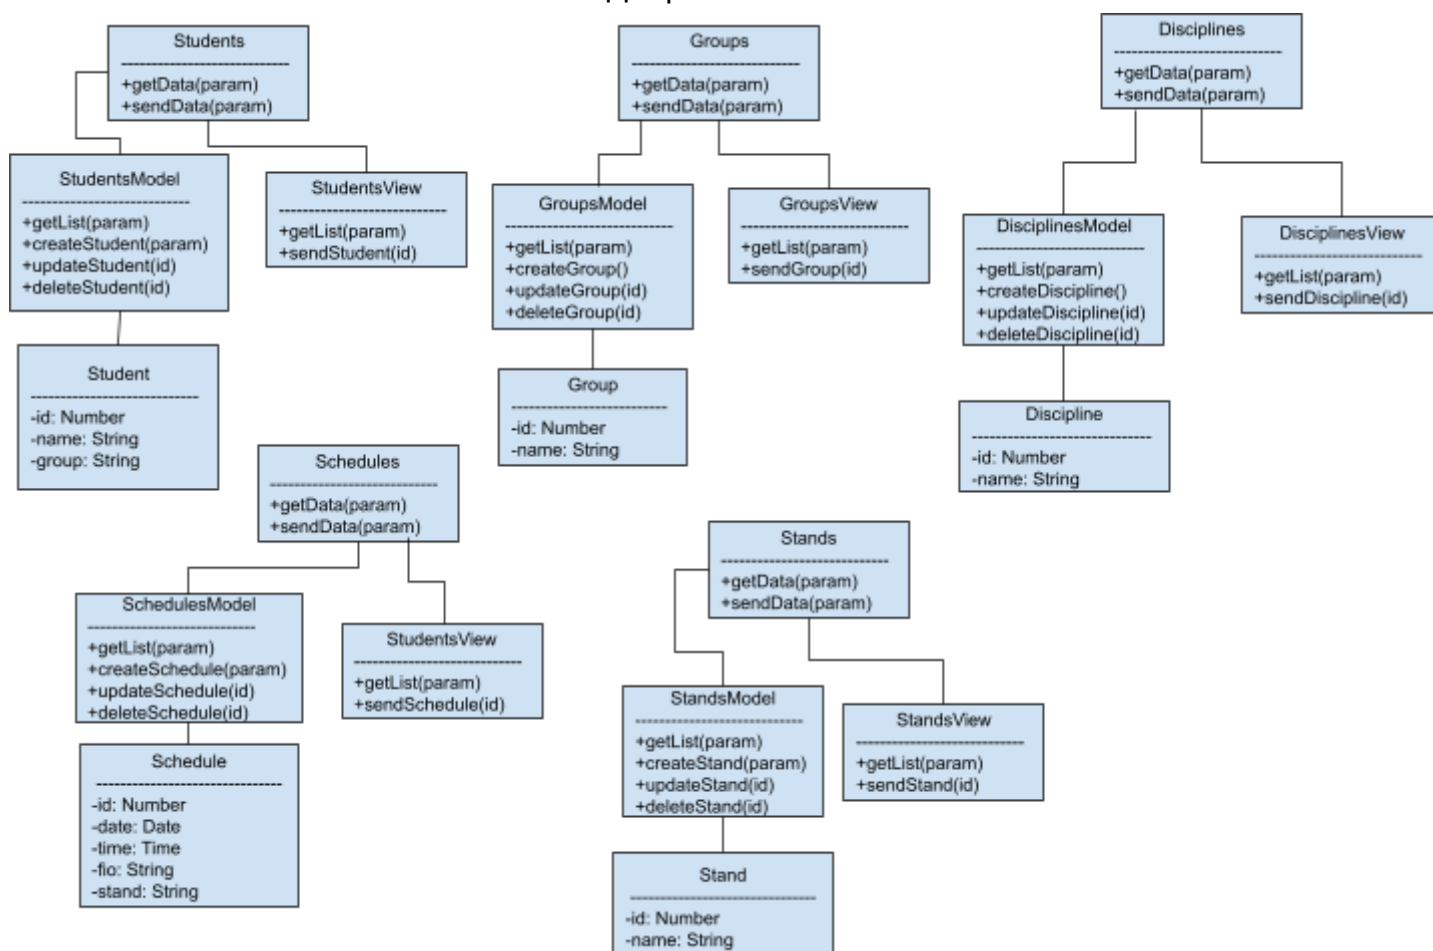 Students
+getData(param)
+sendData(param)
StudentsModel
+getList(param)
+createStudent(param)
+updateStudent(id)
+deleteStudent(id)
StudentsView
+getList(param)
+sendStudent(id)
Student
-id: Number
-name: String
-group: String
Groups
+getData(param)
+sendData(param)
GroupsModel
+getList(param)
+createGroup()
+updateGroup(id)
+deleteGroup(id)
GroupsView
+getList(param)
+sendGroup(id)
Group
-id: Number
-name: String
Disciplines
+getData(param)
+sendData(param)
DisciplinesModel
+getList(param)
+createDiscipline()
+updateDiscipline(id)
+deleteDiscipline(id)
DisciplinesView
+getList(param)
+sendDiscipline(id)
Discipline
-id: Number
-name: String
Schedules
+getData(param)
+sendData(param)
SchedulesModel
+getList(param)
+createSchedule(param)
+updateSchedule(id)
+deleteSchedule(id)
StudentsView
+getList(param)
+sendSchedule(id)
Schedule
-id: Number
-date: Date
-time: Time
-fio: String
-stand: String
Stands
+getData(param)
+sendData(param)
StandsModel
+getList(param)
+createStand(param)
+updateStand(id)
+deleteStand(id)
StandsView
+getList(param)
+sendStand(id)
Stand
-id: Number
-name: String